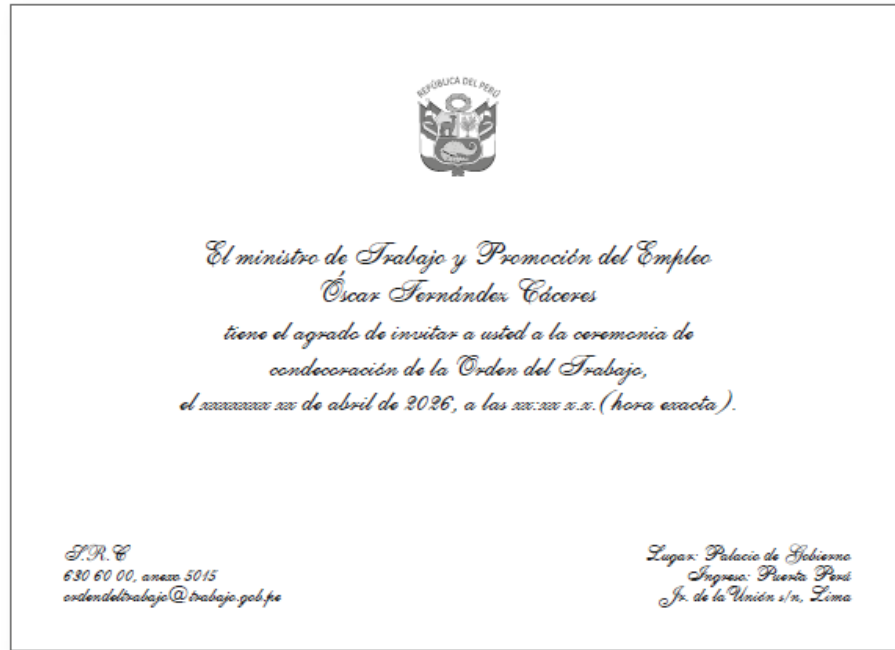 REPÚBLICA DEL PERÚ
El ministro de Trabajo y Promoción del Empleo
Óscar Fernández Cáceres
tiene el agrado de invitar a usted a la ceremonia de
condecoración de la Orden del Trabajo,
el xxxxxxxxx xx de abril de 2026, a las xx:xx x.x. (hora exacta).
S.R.C
630 60 00, anexo 5015
ordendeltrabajo@trabajo.gob.pe
Lugar: Palacio de Gobierno
Ingreso: Puerta Perú
Jr. de la Unión s/n, Lima